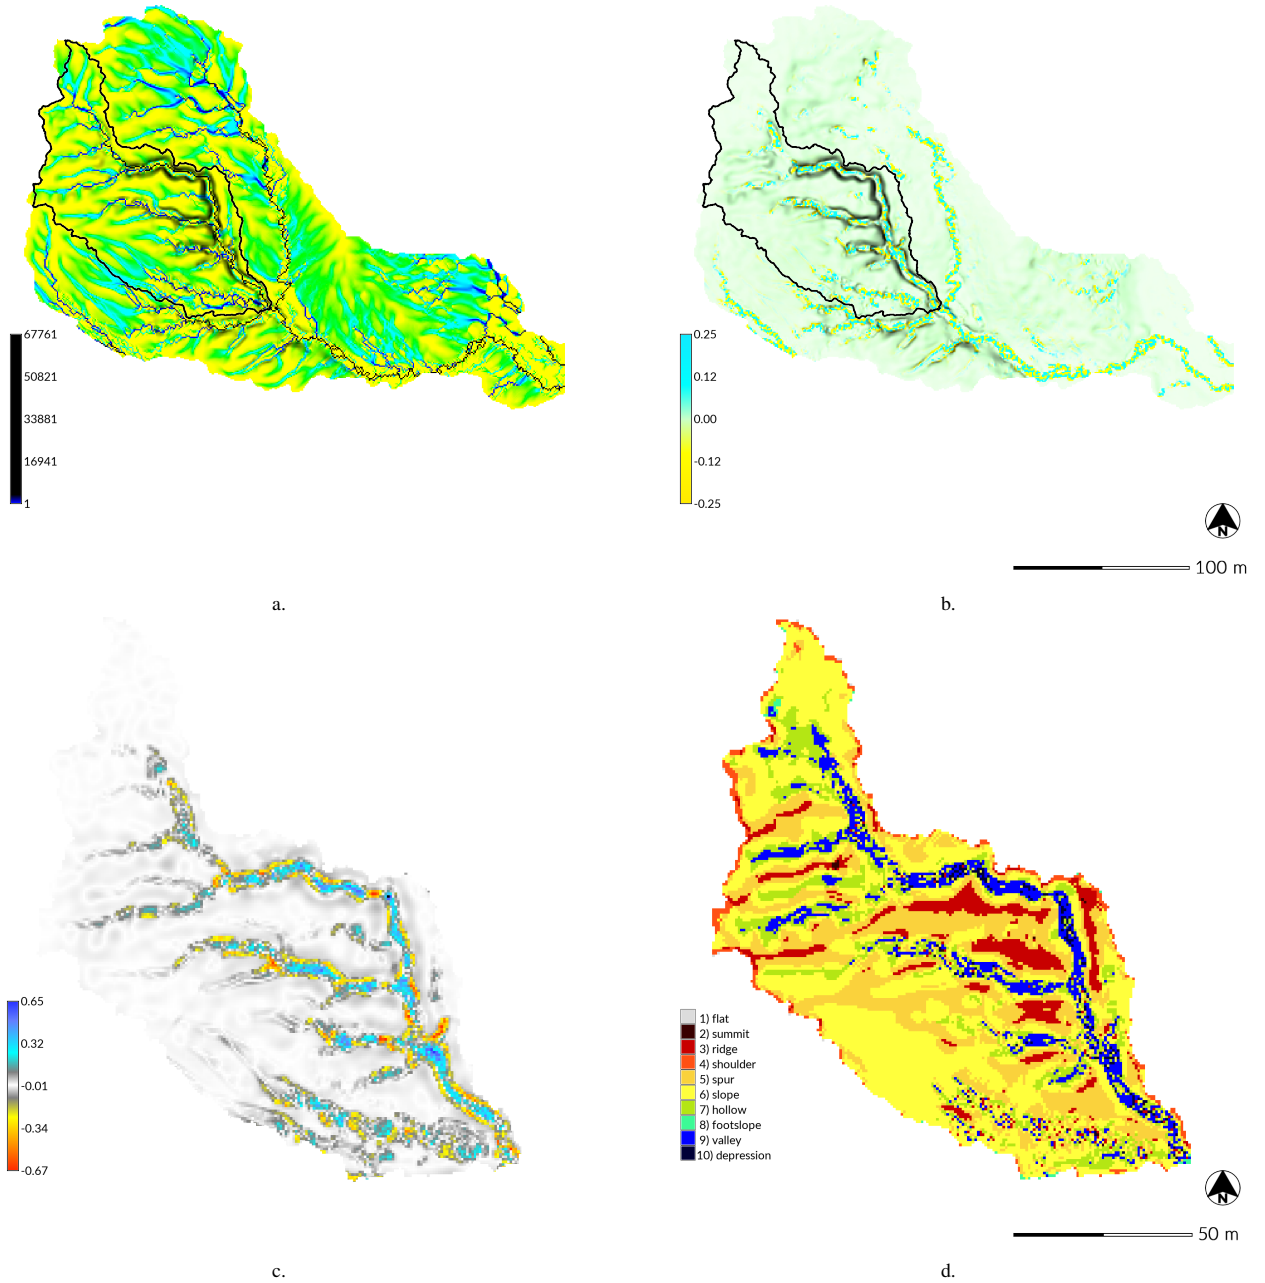 67761
50821
33881
16941
1
a.
0.25
0.12
0.00
-0.12
-0.25
N
100 m
b.
0.65
0.32
-0.01
-0.34
-0.67
c.
1) flat
2) summit
3) ridge
4) shoulder
5) spur
6) slope
7) hollow
8) footslope
9) valley
10) depression
N
50 m
d.